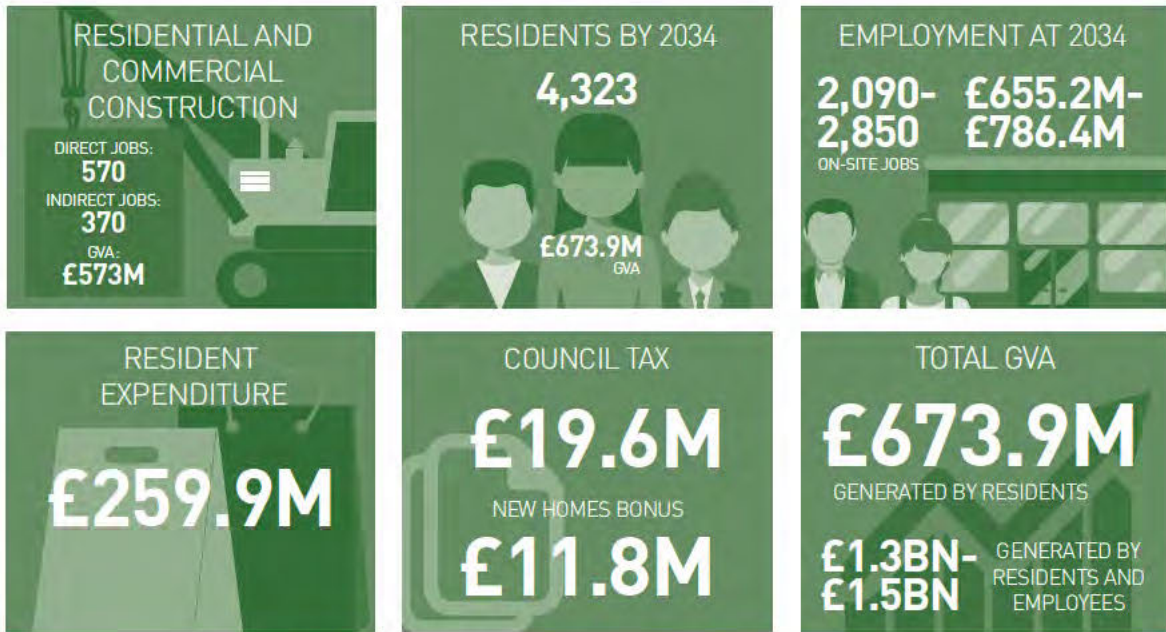 RESIDENTIAL AND
COMMERCIAL
CONSTRUCTION
DIRECT JOBS:
570
INDIRECT JOBS:
370
GVA:
£573M
RESIDENTS BY 2034
4,323
£673.9M
GVA
EMPLOYMENT AT 2034
2,090-
2,850
ON-SITE JOBS
£655.2M-
£786.4M
RESIDENT
EXPENDITURE
£259.9M
COUNCIL TAX
£19.6M
NEW HOMES BONUS
£11.8M
TOTAL GVA
£673.9M
GENERATED BY RESIDENTS
£1.3BN-
£1.5BN
GENERATED BY
RESIDENTS AND
EMPLOYEES